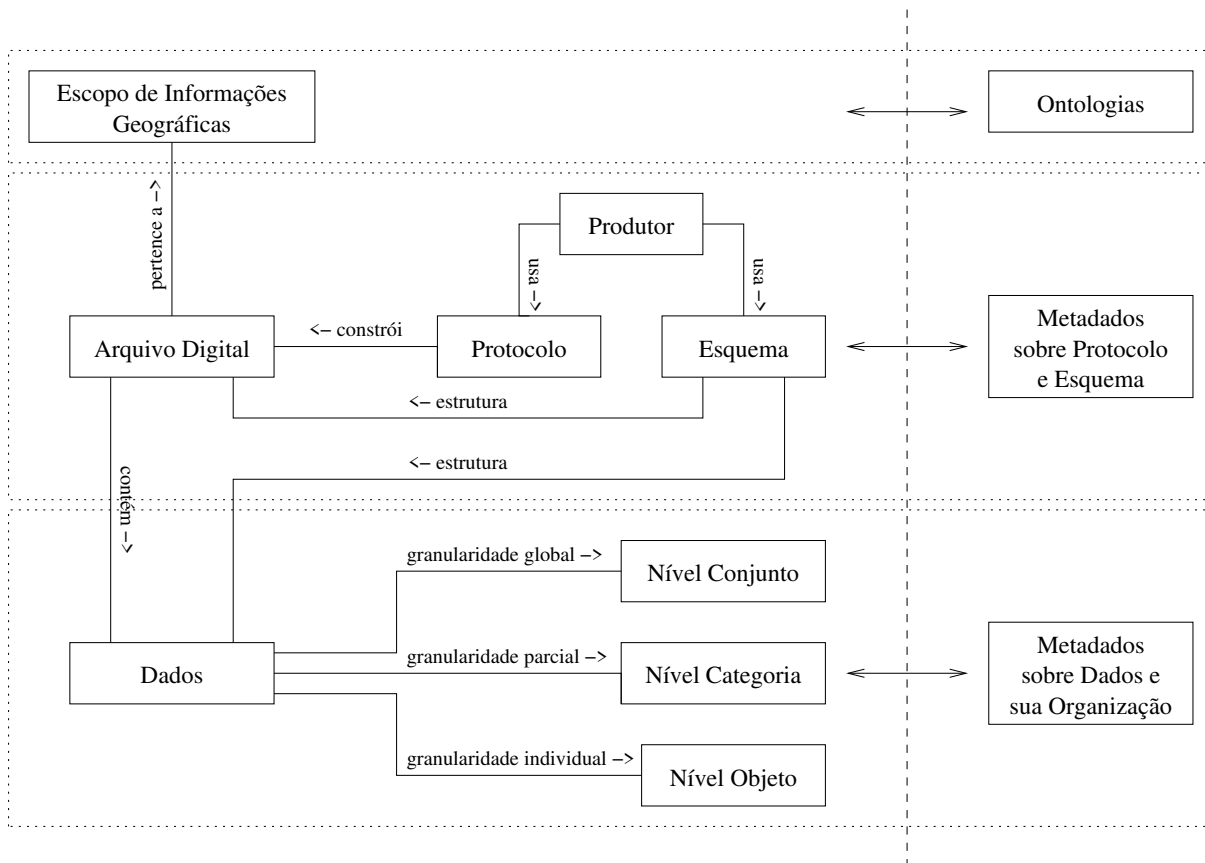 Escopo de Informações
Geográficas
Ontologias
pertence a −>
Produtor
usa −>
usa −>
Arquivo Digital
<− constrói
Protocolo
Esquema
Metadados
sobre Protocolo
e Esquema
<− estrutura
<− estrutura
contém −>
granularidade global −>
Nível Conjunto
Dados
granularidade parcial −>
Nível Categoria
Metadados
sobre Dados e
sua Organização
granularidade individual −>
Nível Objeto